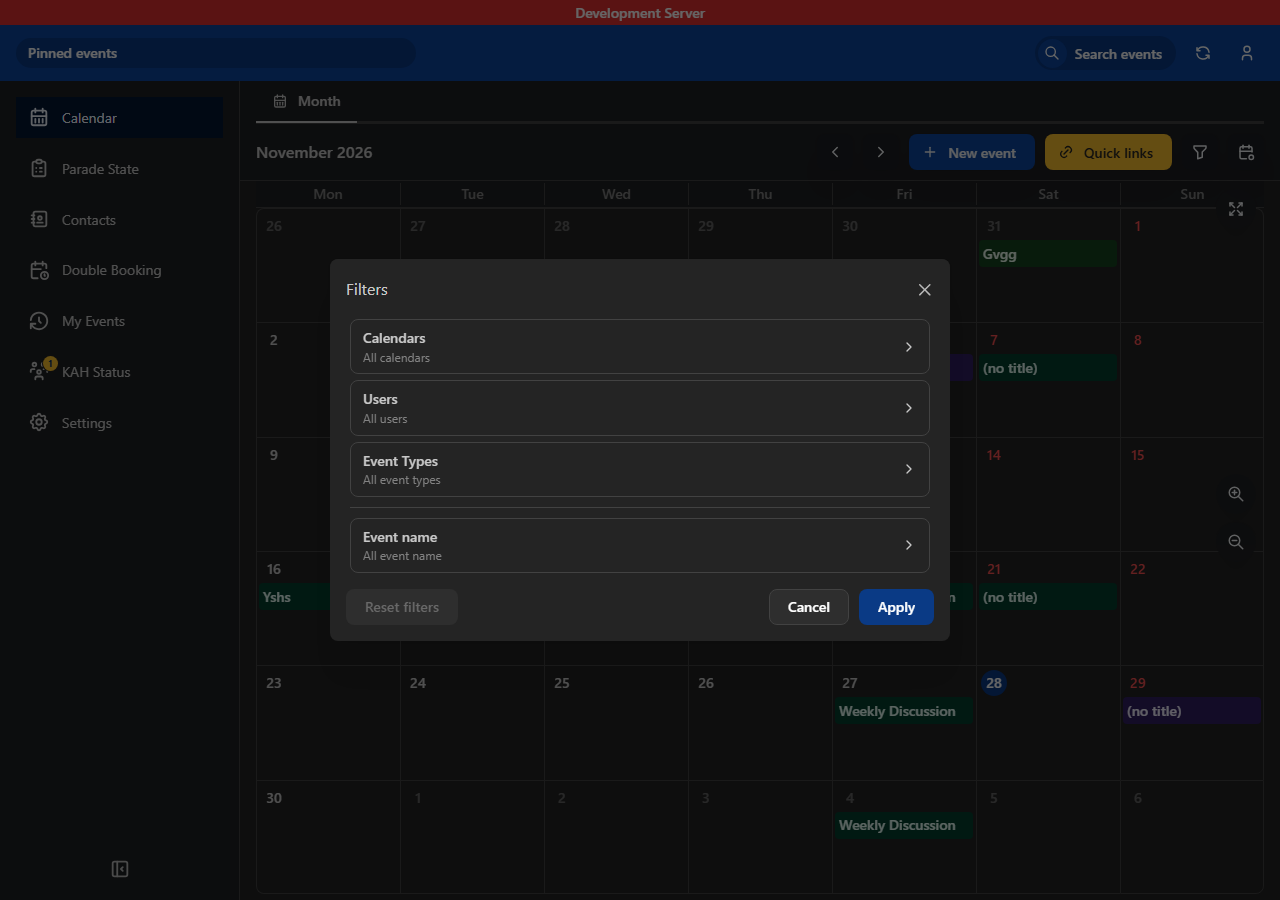 Development Server
Pinned events
Search events
Calendar
Parade State
Contacts
Double Booking
My Events
1
KAH Status
Settings
Month
November 2026
New event
Quick links
Mon Tue Wed Thu Fri Sat Sun
26 27 28 29 30 31 1
Gvgg
2 7 8
(no title)
9 14 15
16 21 22
Yshs (no title)
23 24 25 26 27 28 29
Weekly Discussion (no title)
30 1 2 3 4 5 6
Weekly Discussion
Filters
Calendars
All calendars
Users
All users
Event Types
All event types
Event name
All event name
Reset filters Cancel Apply